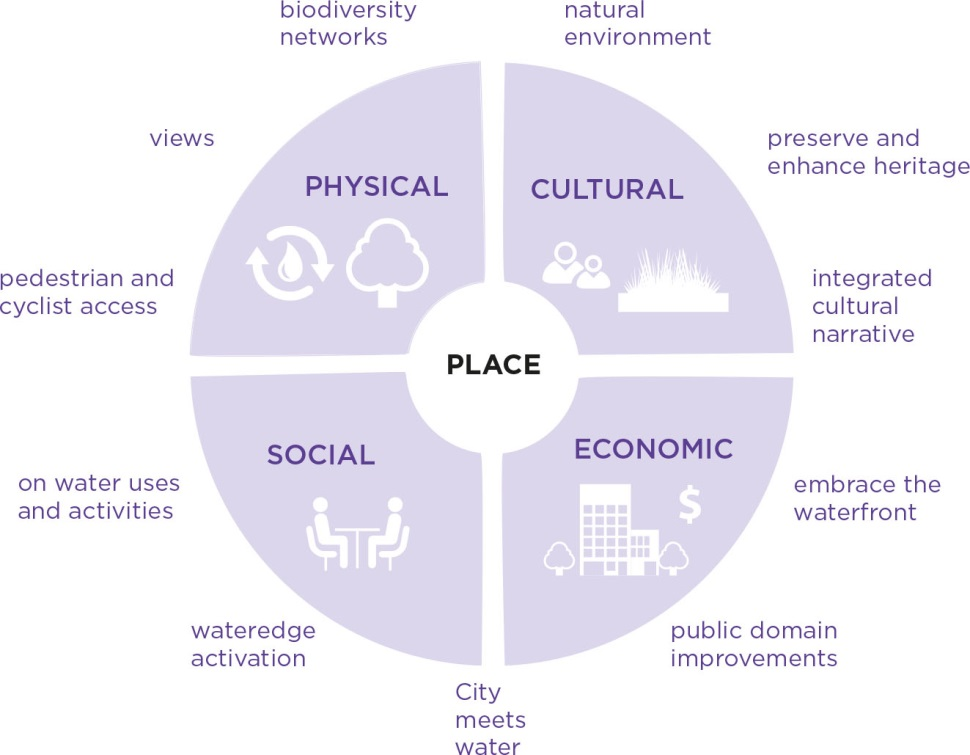 biodiversity
networks
natural
environment
views
preserve and
enhance heritage
PHYSICAL
CULTURAL
pedestrian and
cyclist access
integrated
cultural
narrative
PLACE
SOCIAL
ECONOMIC
on water uses
and activities
$
embrace the
waterfront
wateredge
activation
public domain
improvements
City
meets
water